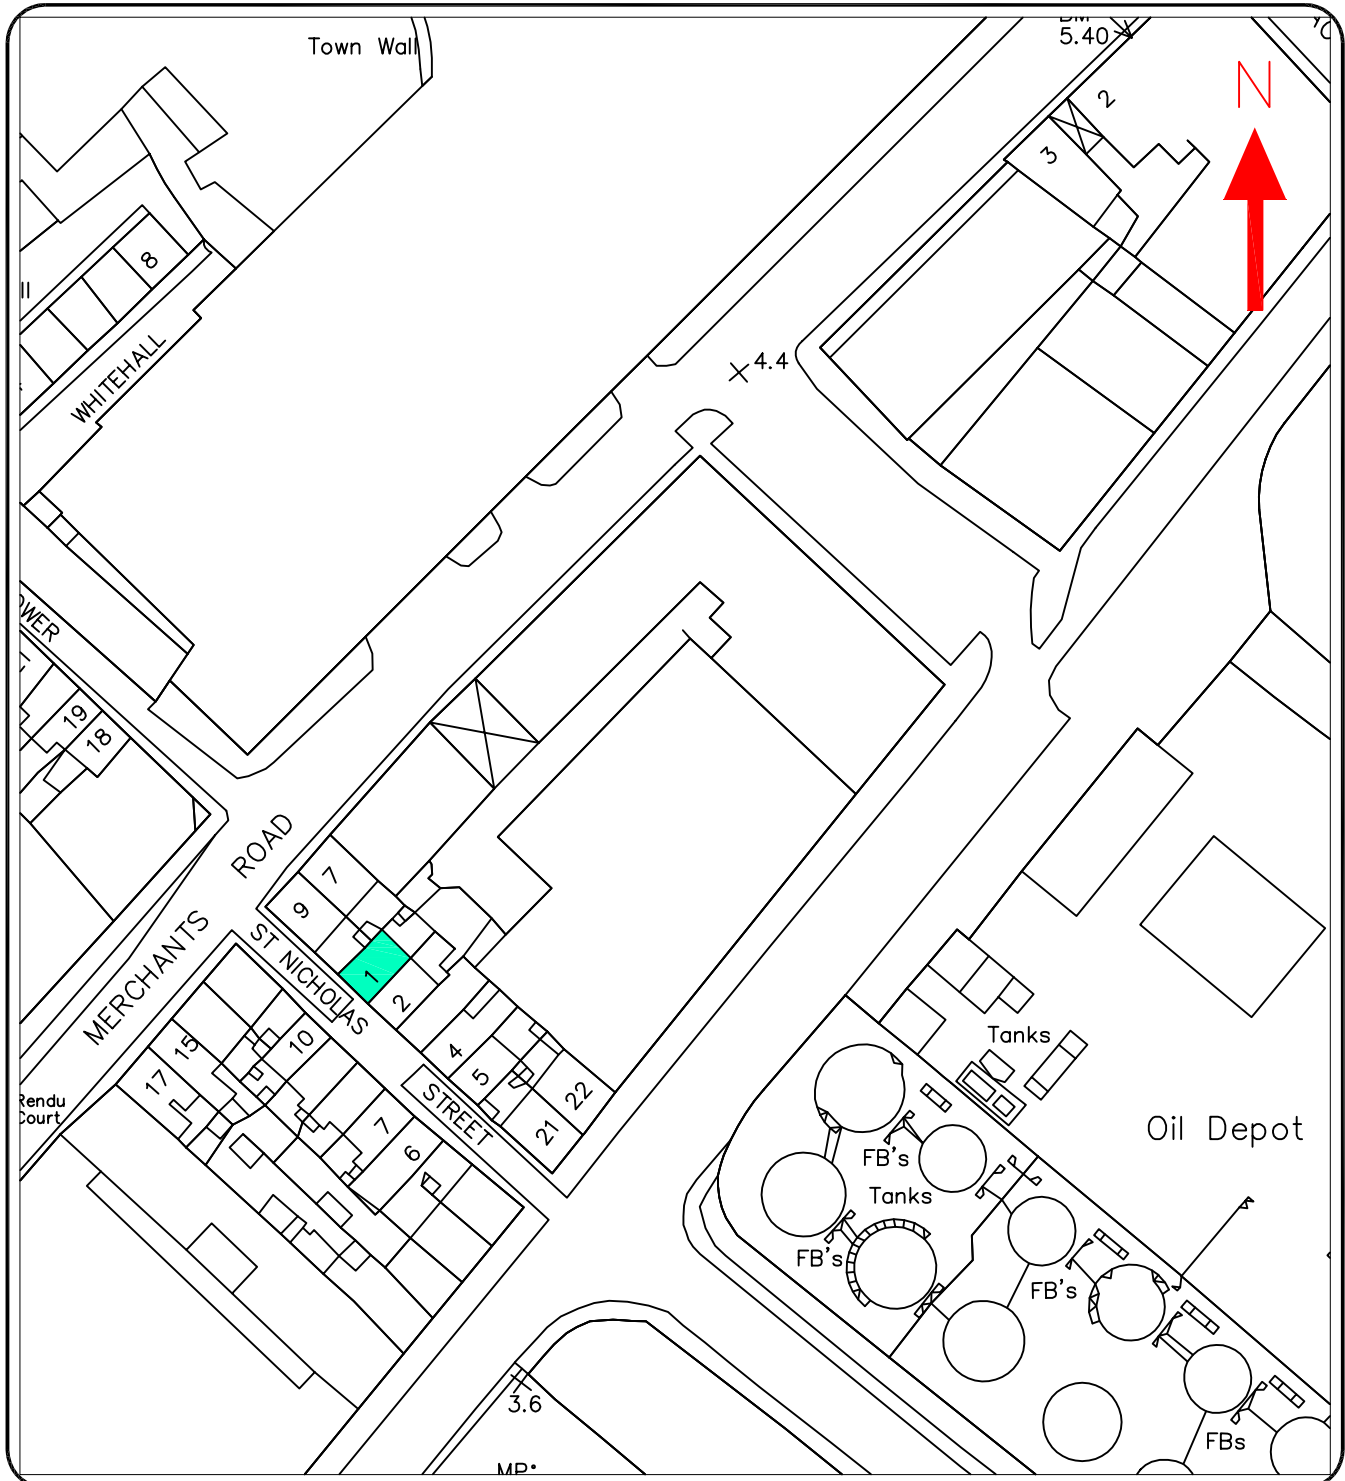 Town Wall
5.40
N
2
3
8
WHITEHALL
4.4
19
18
ROAD
MERCHANTS
7
9
ST NICHOLAS
STREET
1
2
4
5
22
21
15
17
10
7
6
Rendu
Court
Tanks
Oil Depot
FB's
Tanks
FB's
FB's
FBs
3.6